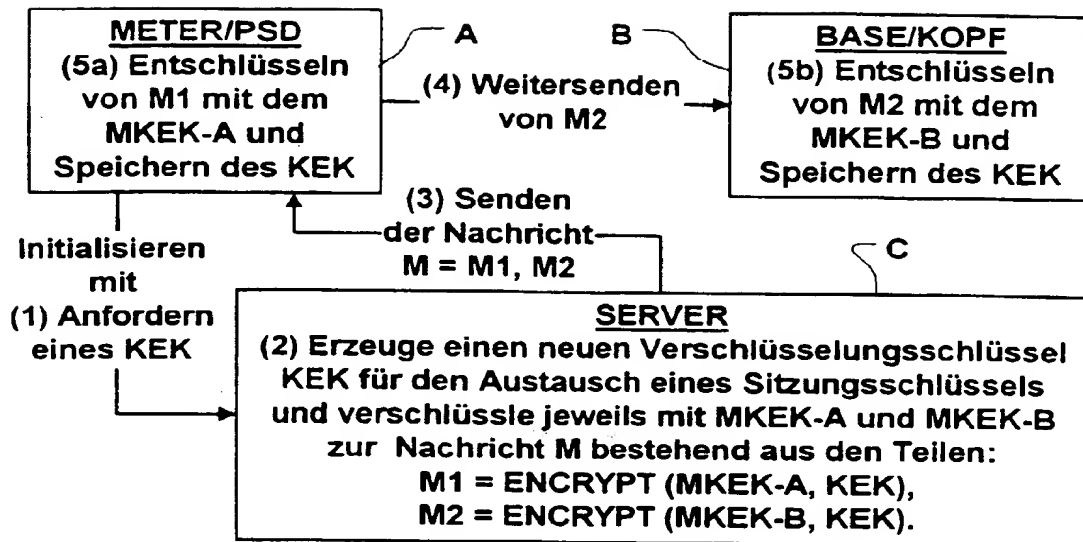 METER/PSD
(5a) Entschlüsseln
von M1 mit dem
MKEK-A und
Speichern des KEK
A
B
(4) Weitersenden
von M2
BASE/KOPF
(5b) Entschlüsseln
von M2 mit dem
MKEK-B und
Speichern des KEK
Initialisieren
mit
(1) Anfordern
eines KEK
(3) Senden
der Nachricht
M = M1, M2
C
SERVER
(2) Erzeuge einen neuen Verschlüsselungsschlüssel
KEK für den Austausch eines Sitzungsschlüssels
und verschlüssle jeweils mit MKEK-A und MKEK-B
zur Nachricht M bestehend aus den Teilen:
M1 = ENCRYPT (MKEK-A, KEK),
M2 = ENCRYPT (MKEK-B, KEK).